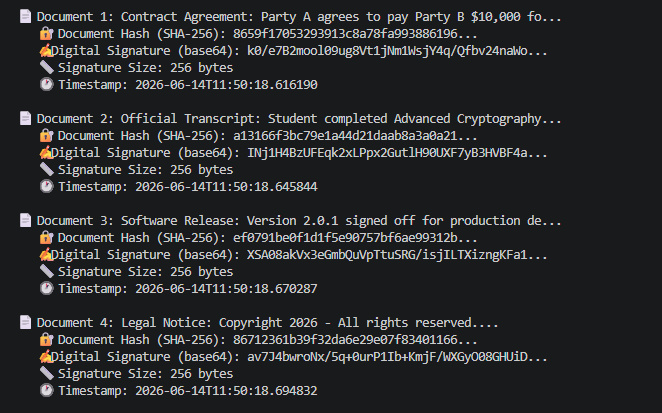 Document 1: Contract Agreement: Party A agrees to pay Party B $10,000 fo...
Document Hash (SHA-256): 8659f17053293913c8a78fa993886196...
Digital Signature (base64): k0/e7B2mool09ug8Vt1jNm1WsjY4q/Qfbv24naWo...
Signature Size: 256 bytes
Timestamp: 2026-06-14T11:50:18.616190
Document 2: Official Transcript: Student completed Advanced Cryptography...
Document Hash (SHA-256): a13166f3bc79e1a44d21daab8a3a0a21...
Digital Signature (base64): INj1H4BzUFEqk2xLPpx2GutlH90UXF7yB3HVBF4a...
Signature Size: 256 bytes
Timestamp: 2026-06-14T11:50:18.645844
Document 3: Software Release: Version 2.0.1 signed off for production de...
Document Hash (SHA-256): ef0791be0f1d1f5e90757bf6ae99312b...
Digital Signature (base64): XSA08akVx3eGmbQuVpTtuSRG/isjILTXizngKFa1...
Signature Size: 256 bytes
Timestamp: 2026-06-14T11:50:18.670287
Document 4: Legal Notice: Copyright 2026 - All rights reserved....
Document Hash (SHA-256): 86712361b39f32da6e29e07f83401166...
Digital Signature (base64): av7J4bwroNx/5q+0urP1Ib+KmjF/WXGyO08GHUiD...
Signature Size: 256 bytes
Timestamp: 2026-06-14T11:50:18.694832